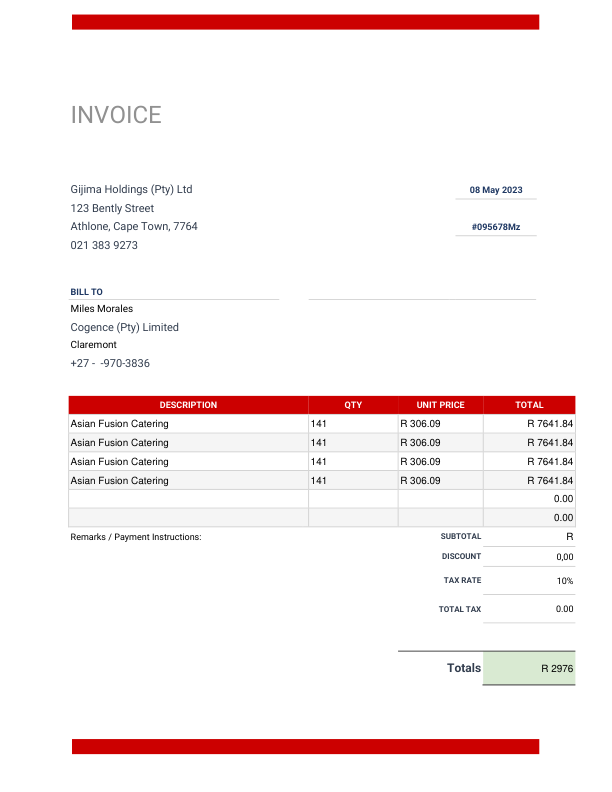 INVOICE
Gijima Holdings (Pty) Ltd
08 May 2023
123 Bently Street
Athlone, Cape Town, 7764
#095678Mz
021 383 9273
BILL TO
Miles Morales
Cogence (Pty) Limited
Claremont
+27 - -970-3836
DESCRIPTION QTY UNIT PRICE TOTAL
Asian Fusion Catering 141 R 306.09 R 7641.84
Asian Fusion Catering 141 R 306.09 R 7641.84
Asian Fusion Catering 141 R 306.09 R 7641.84
Asian Fusion Catering 141 R 306.09 R 7641.84
0.00
0.00
Remarks / Payment Instructions: SUBTOTAL R
DISCOUNT 0,00
TAX RATE 10%
TOTAL TAX 0.00
Totals R 2976